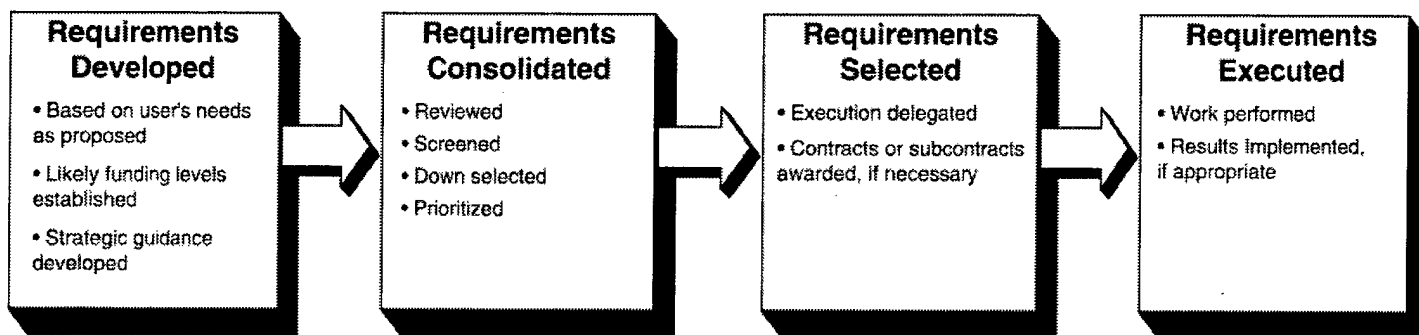 Requirements
Developed
• Based on user's needs
as proposed
• Likely funding levels
established
• Strategic guidance
developed
Requirements
Consolidated
• Reviewed
• Screened
• Down selected
• Prioritized
Requirements
Selected
• Execution delegated
• Contracts or subcontracts
awarded, if necessary
Requirements
Executed
• Work performed
• Results Implemented,
if appropriate